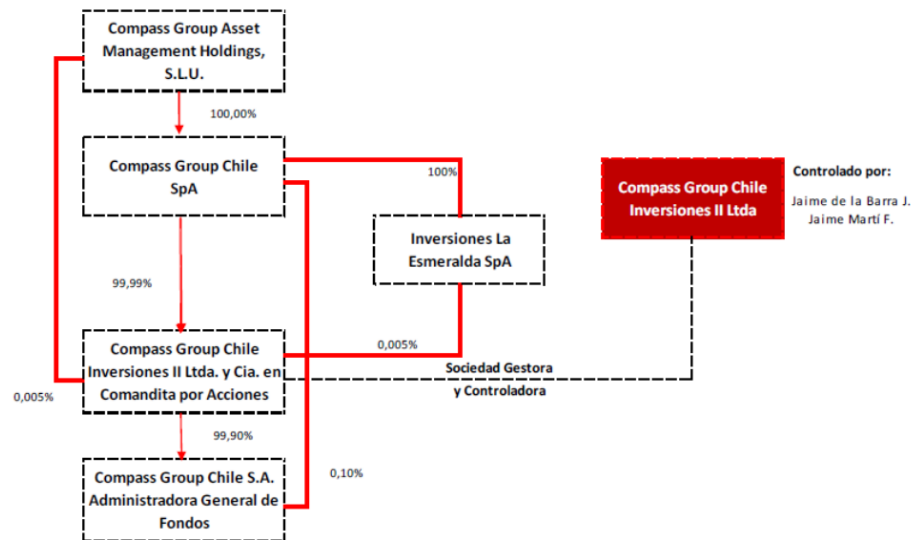 Compass Group Asset
Management Holdings,
S.L.U.
100,00%
Compass Group Chile
SpA
100%
Compass Group Chile
Inversiones II Ltda
Controlado por:
Jaime de la Barra J.
Jaime Martí F.
Inversiones La
Esmeralda SpA
99,99%
0,005%
Compass Group Chile
Inversiones II Ltda. y Cia. en
Comandita por Acciones
Sociedad Gestora
y Controladora
0,005%
99,90%
0,10%
Compass Group Chile S.A.
Administradora General de
Fondos